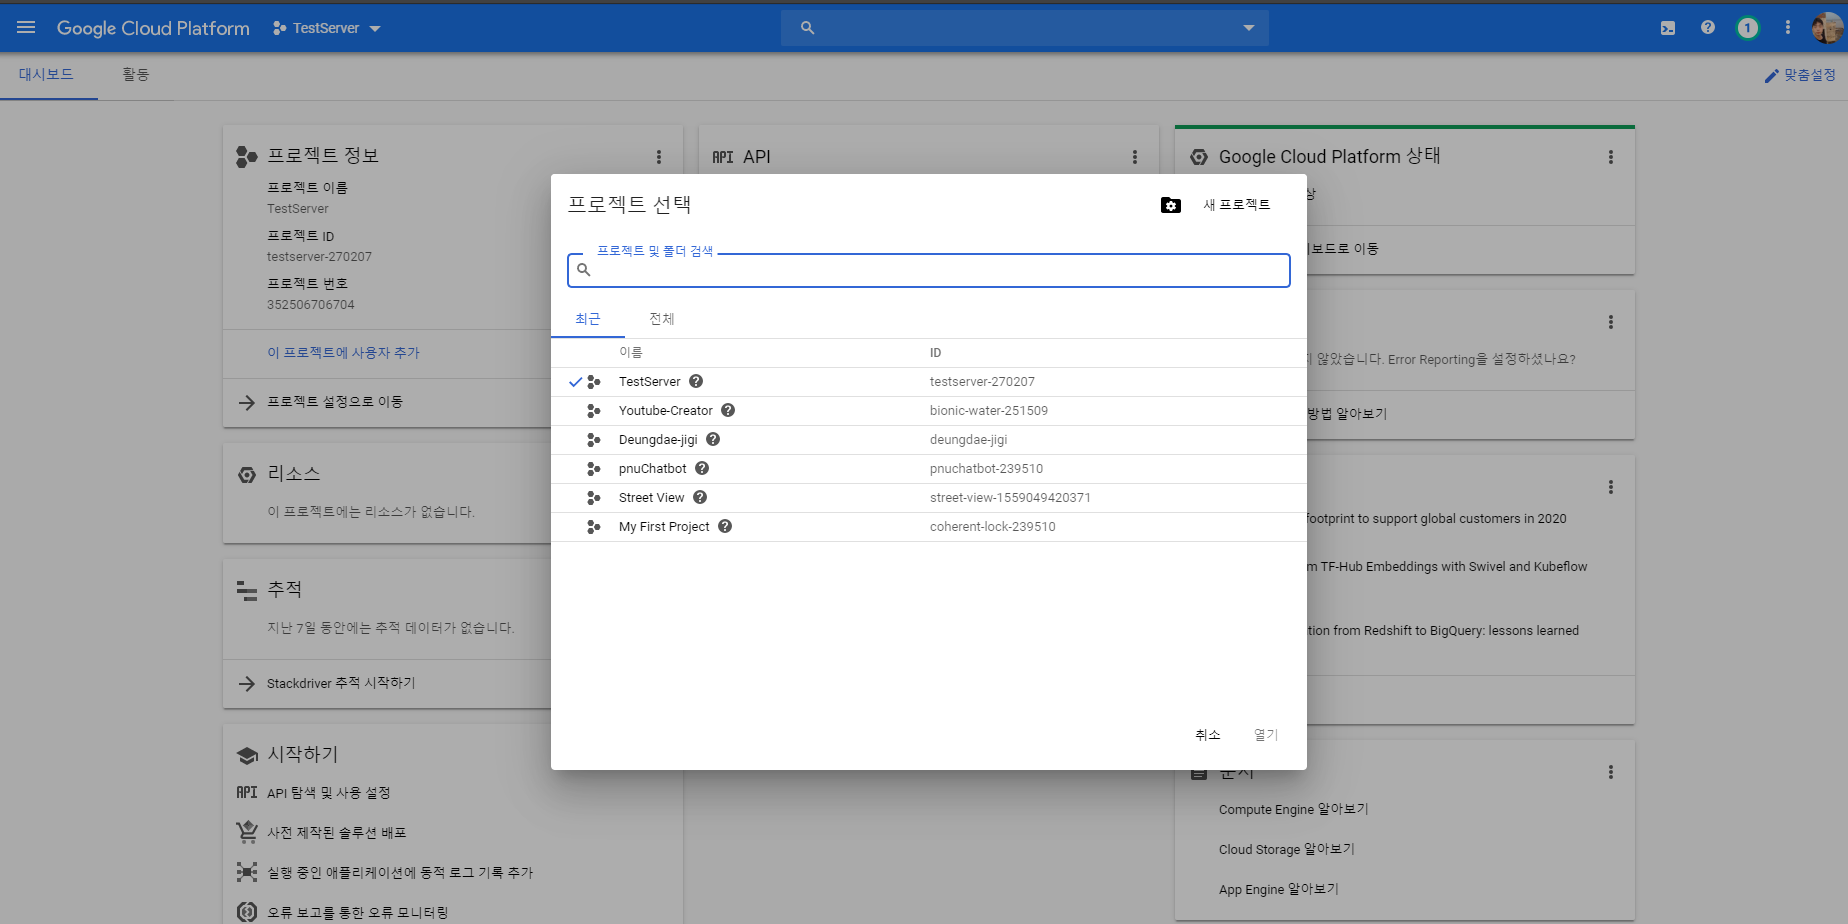 Google Cloud Platform
TestServer
1
대시보드
활동
맞춤설정
프로젝트 정보
프로젝트 이름
TestServer
프로젝트 ID
testserver-270207
프로젝트 번호
352506706704
이 프로젝트에 사용자 추가
프로젝트 설정으로 이동
리소스
이 프로젝트에는 리소스가 없습니다.
추적
지난 7일 동안에는 추적 데이터가 없습니다.
Stackdriver 추적 시작하기
시작하기
API API 탐색 및 사용 설정
사전 제작된 솔루션 배포
실행 중인 애플리케이션에 동적 로그 기록 추가
오류 보고를 통한 오류 모니터링
API API
프로젝트 선택
새 프로젝트
프로젝트 및 폴더 검색
최근
전체
이름
ID
TestServer
testserver-270207
Youtube-Creator
bionic-water-251509
Deungdae-jigi
deungdae-jigi
pnuChatbot
pnuchatbot-239510
Street View
street-view-1559049420371
My First Project
coherent-lock-239510
취소
열기
Google Cloud Platform 상태
상
보드로 이동
않았습니다. Error Reporting을 설정하셨나요?
방법 알아보기
footprint to support global customers in 2020
TF-Hub Embeddings with Swivel and Kubeflow
tion from Redshift to BigQuery: lessons learned
Compute Engine 알아보기
Cloud Storage 알아보기
App Engine 알아보기